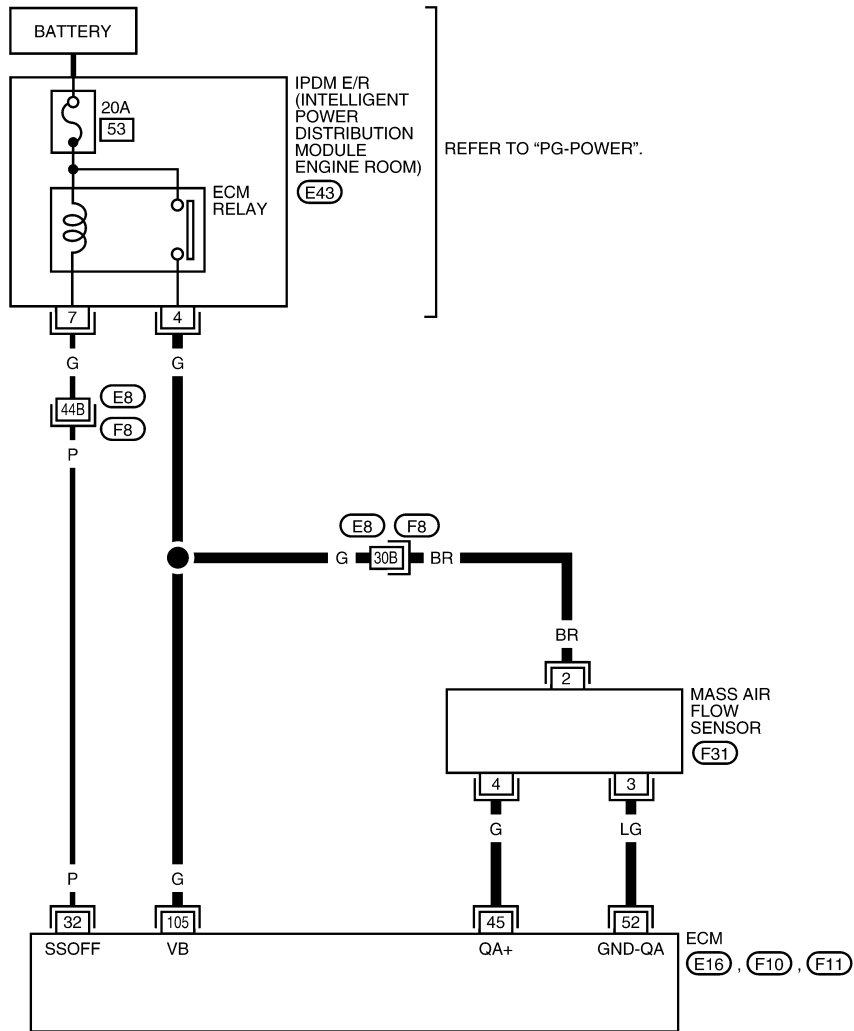 BATTERY
20A
53
IPDM E/R
(INTELLIGENT
POWER
DISTRIBUTION
MODULE
ENGINE ROOM)
E43
REFER TO “PG-POWER”.
ECM
RELAY
7
4
G
G
44B
E8
F8
P
E8
F8
G
30B
BR
BR
2
MASS AIR
FLOW
SENSOR
F31
4
3
G
LG
P
G
32
105
45
52
SSOFF
VB
QA+
GND-QA
ECM
E16 , F10 , F11